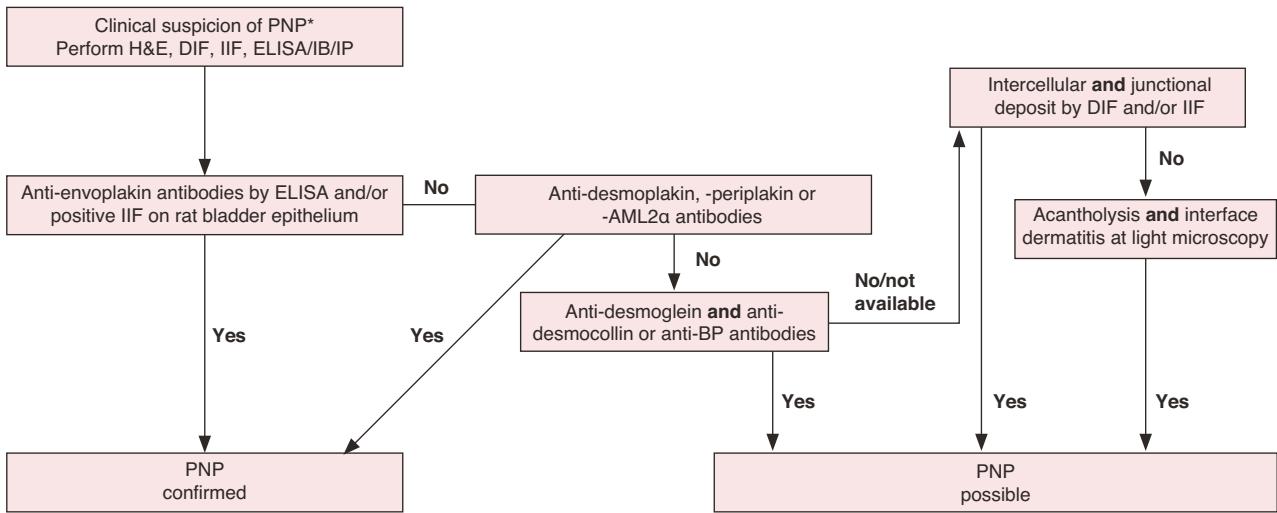 Clinical suspicion of PNP*
Perform H&E, DIF, IIF, ELISA/IB/IP
Intercellular and junctional
deposit by DIF and/or IIF
No
Anti-envoplakin antibodies by ELISA and/or
positive IIF on rat bladder epithelium
No
Anti-desmoplakin, -periplakin or
-AML2α antibodies
Acantholysis and interface
dermatitis at light microscopy
No
No/not
available
Anti-desmoglein and anti-
desmocollin or anti-BP antibodies
Yes
Yes
Yes
Yes
Yes
PNP
confirmed
PNP
possible